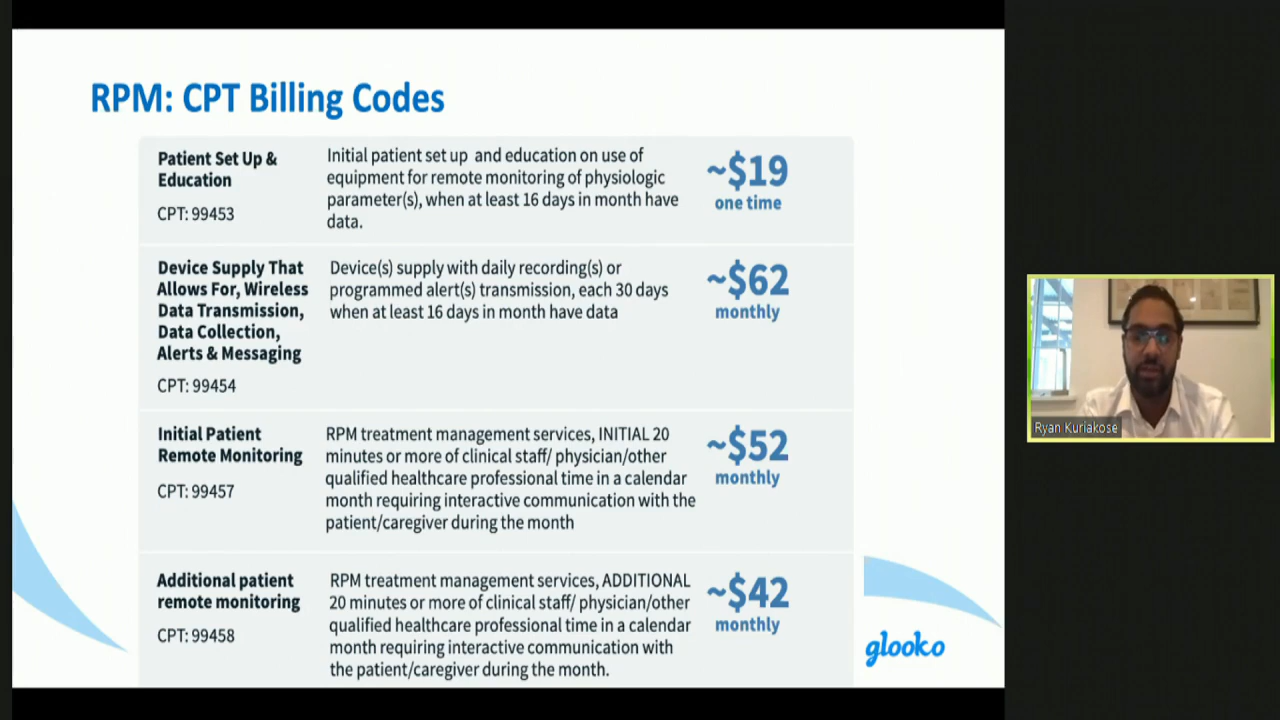 RPM: CPT Billing Codes
Patient Set Up &
Education
CPT: 99453
Initial patient set up and education on use of
equipment for remote monitoring of physiologic
parameter(s), when at least 16 days in month have
data.
~$19
one time
Device Supply That
Allows For, Wireless
Data Transmission,
Data Collection,
Alerts & Messaging
CPT: 99454
Device(s) supply with daily recording(s) or
programmed alert(s) transmission, each 30 days
when at least 16 days in month have data
~$62
monthly
Initial Patient
Remote Monitoring
CPT: 99457
RPM treatment management services, INITIAL 20
minutes or more of clinical staff/ physician/other
qualified healthcare professional time in a calendar
month requiring interactive communication with the
patient/caregiver during the month
~$52
monthly
Additional patient
remote monitoring
CPT: 99458
RPM treatment management services, ADDITIONAL
20 minutes or more of clinical staff/ physician/other
qualified healthcare professional time in a calendar
month requiring interactive communication with
the patient/caregiver during the month.
~$42
monthly
glooko
Ryan Kuriakose